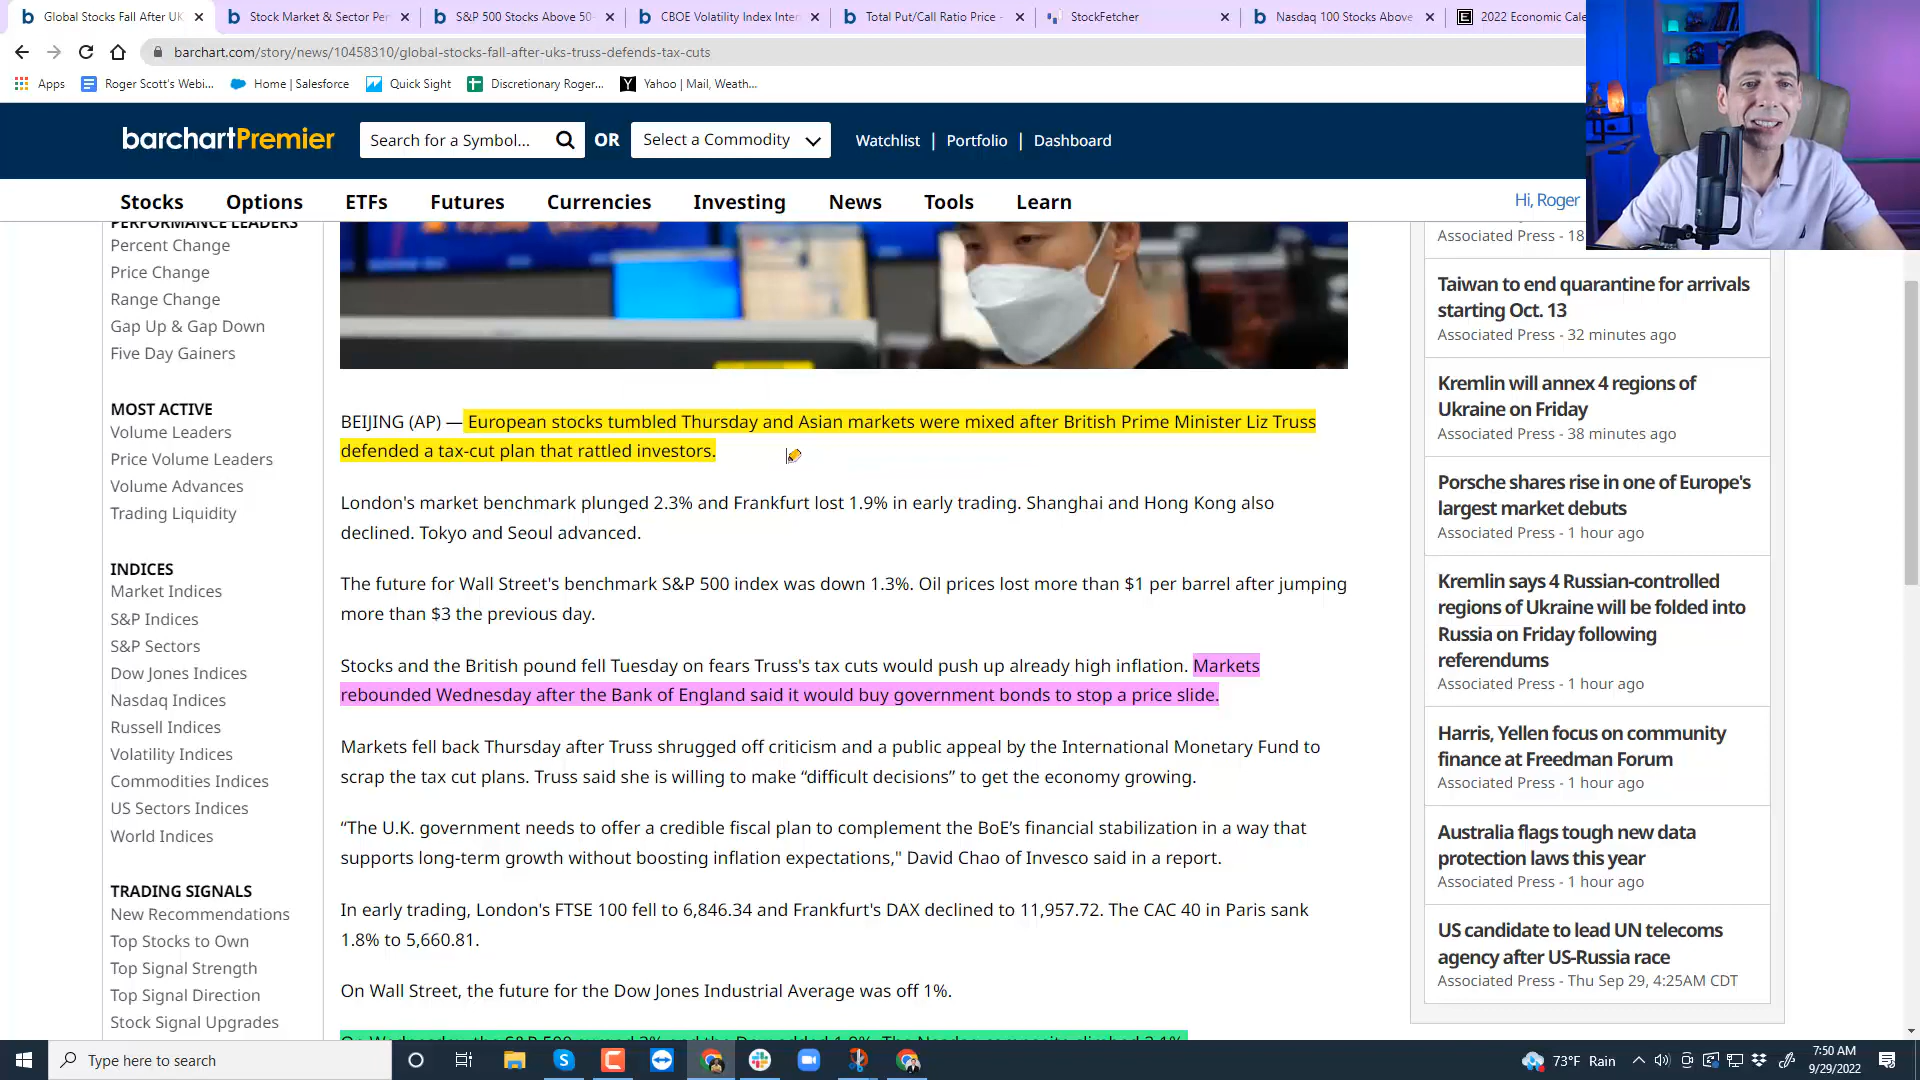 Global Stocks Fall After UK
Stock Market & Sector Per
S&P 500 Stocks Above 50-
CBOE Volatility Index Inter
Total Put/Call Ratio Price -
StockFetcher
Nasdaq 100 Stocks Above
2022 Economic Cale
barchart.com/story/news/10458310/global-stocks-fall-after-uks-truss-defends-tax-cuts
Apps
Roger Scott's Webi...
Home | Salesforce
Quick Sight
Discretionary Roger...
Yahoo | Mail, Weath...
barchartPremier
Search for a Symbol...
OR
Select a Commodity
Watchlist | Portfolio | Dashboard
Stocks
Options
ETFs
Futures
Currencies
Investing
News
Tools
Learn
Hi, Roger
PERFORMANCE LEADERS
Percent Change
Price Change
Range Change
Gap Up & Gap Down
Five Day Gainers
MOST ACTIVE
Volume Leaders
Price Volume Leaders
Volume Advances
Trading Liquidity
INDICES
Market Indices
S&P Indices
S&P Sectors
Dow Jones Indices
Nasdaq Indices
Russell Indices
Volatility Indices
Commodities Indices
US Sectors Indices
World Indices
TRADING SIGNALS
New Recommendations
Top Stocks to Own
Top Signal Strength
Top Signal Direction
Stock Signal Upgrades
BEIJING (AP) — European stocks tumbled Thursday and Asian markets were mixed after British Prime Minister Liz Truss
defended a tax-cut plan that rattled investors.
London's market benchmark plunged 2.3% and Frankfurt lost 1.9% in early trading. Shanghai and Hong Kong also
declined. Tokyo and Seoul advanced.
The future for Wall Street's benchmark S&P 500 index was down 1.3%. Oil prices lost more than $1 per barrel after jumping
more than $3 the previous day.
Stocks and the British pound fell Tuesday on fears Truss's tax cuts would push up already high inflation. Markets
rebounded Wednesday after the Bank of England said it would buy government bonds to stop a price slide.
Markets fell back Thursday after Truss shrugged off criticism and a public appeal by the International Monetary Fund to
scrap the tax cut plans. Truss said she is willing to make “difficult decisions” to get the economy growing.
“The U.K. government needs to offer a credible fiscal plan to complement the BoE’s financial stabilization in a way that
supports long-term growth without boosting inflation expectations," David Chao of Invesco said in a report.
In early trading, London's FTSE 100 fell to 6,846.34 and Frankfurt's DAX declined to 11,957.72. The CAC 40 in Paris sank
1.8% to 5,660.81.
On Wall Street, the future for the Dow Jones Industrial Average was off 1%.
On Wednesday, the S&P 500
Associated Press - 18
Taiwan to end quarantine for arrivals
starting Oct. 13
Associated Press - 32 minutes ago
Kremlin will annex 4 regions of
Ukraine on Friday
Associated Press - 38 minutes ago
Porsche shares rise in one of Europe's
largest market debuts
Associated Press - 1 hour ago
Kremlin says 4 Russian-controlled
regions of Ukraine will be folded into
Russia on Friday following
referendums
Associated Press - 1 hour ago
Harris, Yellen focus on community
finance at Freedman Forum
Associated Press - 1 hour ago
Australia flags tough new data
protection laws this year
Associated Press - 1 hour ago
US candidate to lead UN telecoms
agency after US-Russia race
Associated Press - Thu Sep 29, 4:25AM CDT
Type here to search
73°F Rain
7:50 AM
9/29/2022